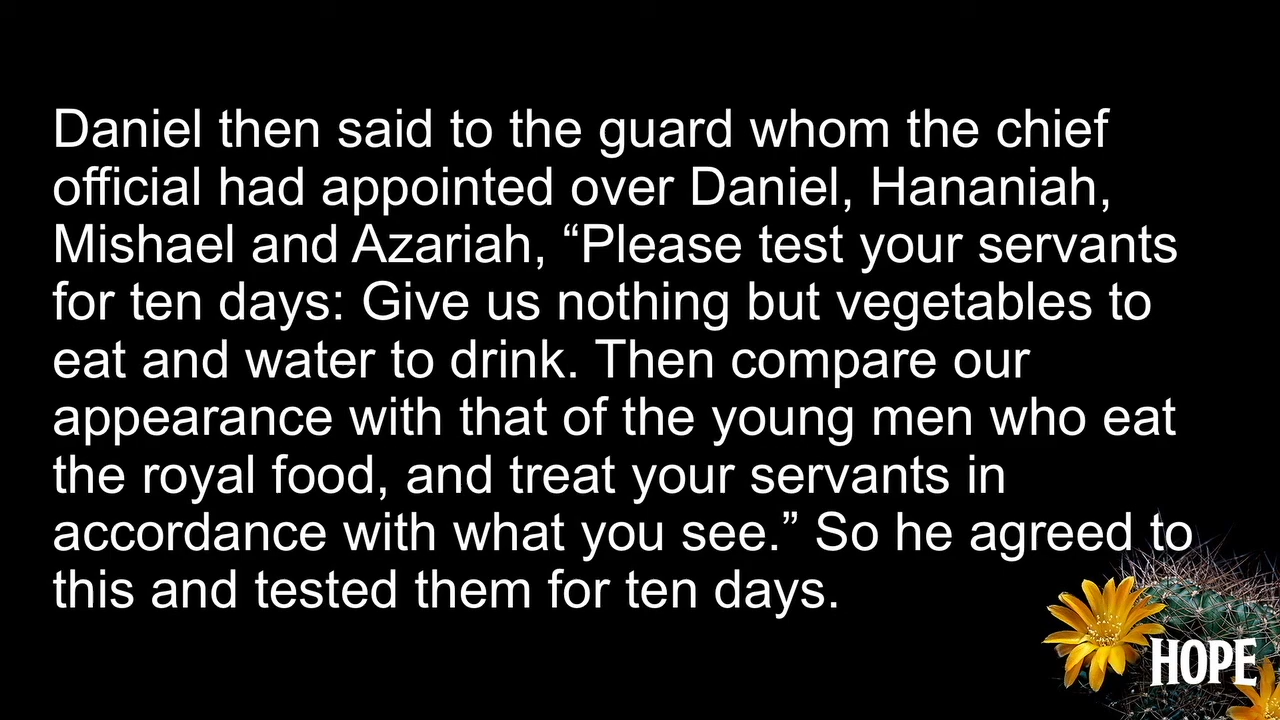 Daniel then said to the guard whom the chief
official had appointed over Daniel, Hananiah,
Mishael and Azariah, “Please test your servants
for ten days: Give us nothing but vegetables to
eat and water to drink. Then compare our
appearance with that of the young men who eat
the royal food, and treat your servants in
accordance with what you see.” So he agreed to
this and tested them for ten days.
HOPE